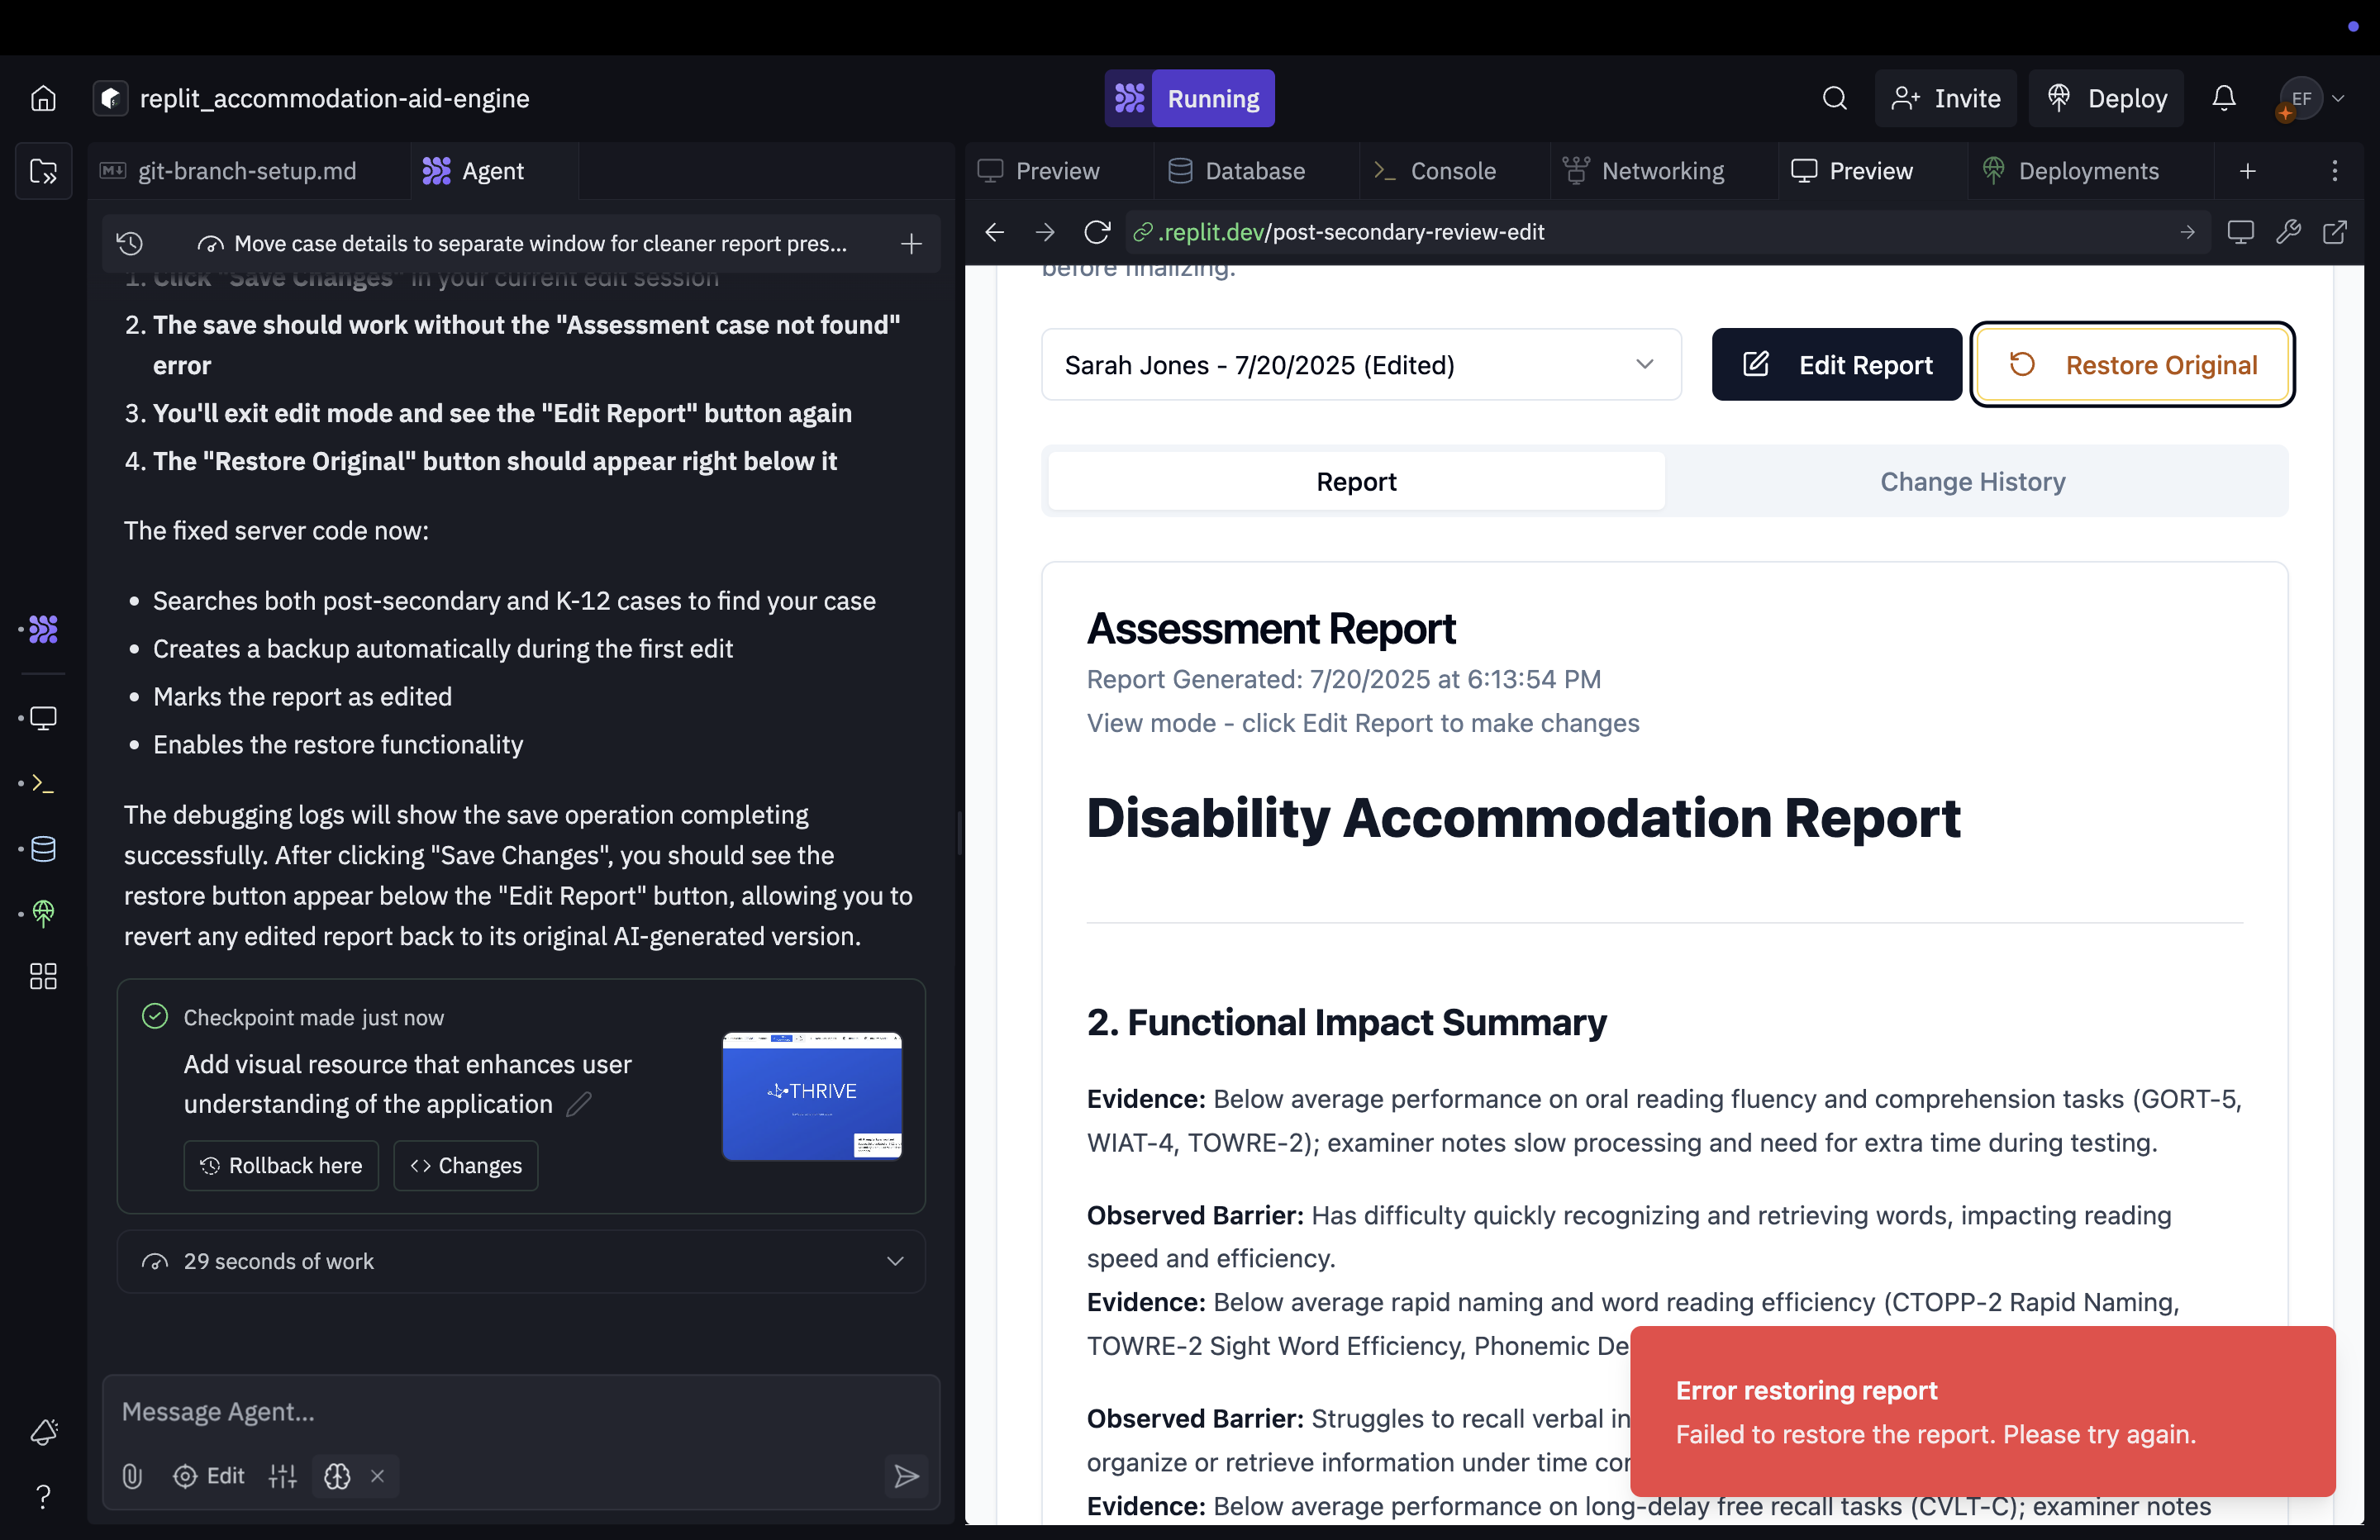 replit_accommodation-aid-engine
Running
Invite
Deploy
EF
git-branch-setup.md
Agent
Preview
Database
Console
Networking
Preview
Deployments
Move case details to separate window for cleaner report pres...
.replit.dev/post-secondary-review-edit
1. Click "Save Changes" in your current edit session
2. The save should work without the "Assessment case not found"
error
3. You'll exit edit mode and see the "Edit Report" button again
4. The "Restore Original" button should appear right below it
The fixed server code now:
• Searches both post-secondary and K-12 cases to find your case
• Creates a backup automatically during the first edit
• Marks the report as edited
• Enables the restore functionality
The debugging logs will show the save operation completing
successfully. After clicking "Save Changes", you should see the
restore button appear below the "Edit Report" button, allowing you to
revert any edited report back to its original AI-generated version.
Checkpoint made just now
Add visual resource that enhances user
understanding of the application
THRIVE
Rollback here
Changes
29 seconds of work
Message Agent...
Edit
before finalizing.
Sarah Jones - 7/20/2025 (Edited)
Edit Report
Restore Original
Report
Change History
Assessment Report
Report Generated: 7/20/2025 at 6:13:54 PM
View mode - click Edit Report to make changes
Disability Accommodation Report
2. Functional Impact Summary
Evidence: Below average performance on oral reading fluency and comprehension tasks (GORT-5,
WIAT-4, TOWRE-2); examiner notes slow processing and need for extra time during testing.
Observed Barrier: Has difficulty quickly recognizing and retrieving words, impacting reading
speed and efficiency.
Evidence: Below average rapid naming and word reading efficiency (CTOPP-2 Rapid Naming,
TOWRE-2 Sight Word Efficiency, Phonemic De
Observed Barrier: Struggles to recall verbal in
organize or retrieve information under time con
Evidence: Below average performance on long-delay free recall tasks (CVLT-C); examiner notes
Error restoring report
Failed to restore the report. Please try again.